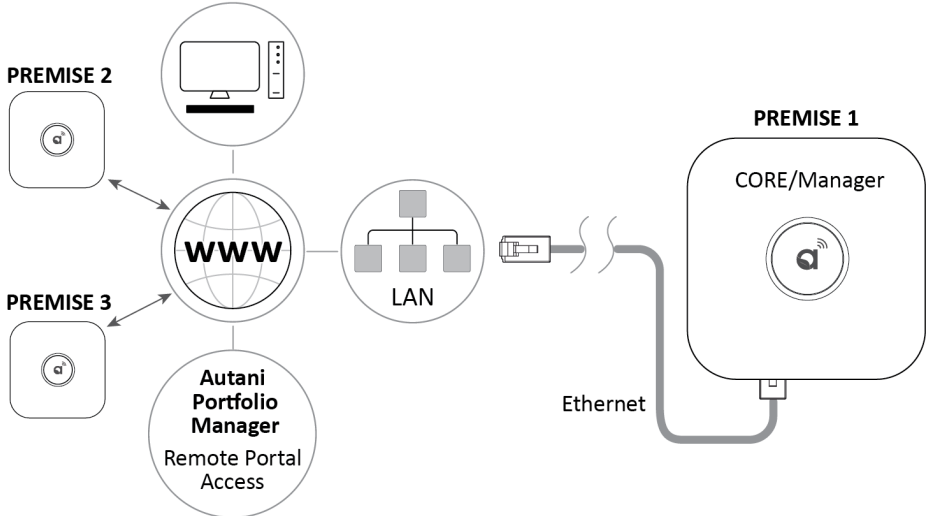 PREMISE 2
PREMISE 1
CORE/Manager
a
a
WWW
LAN
PREMISE 3
a
Ethernet
Autani
Portfolio
Manager
Remote Portal
Access